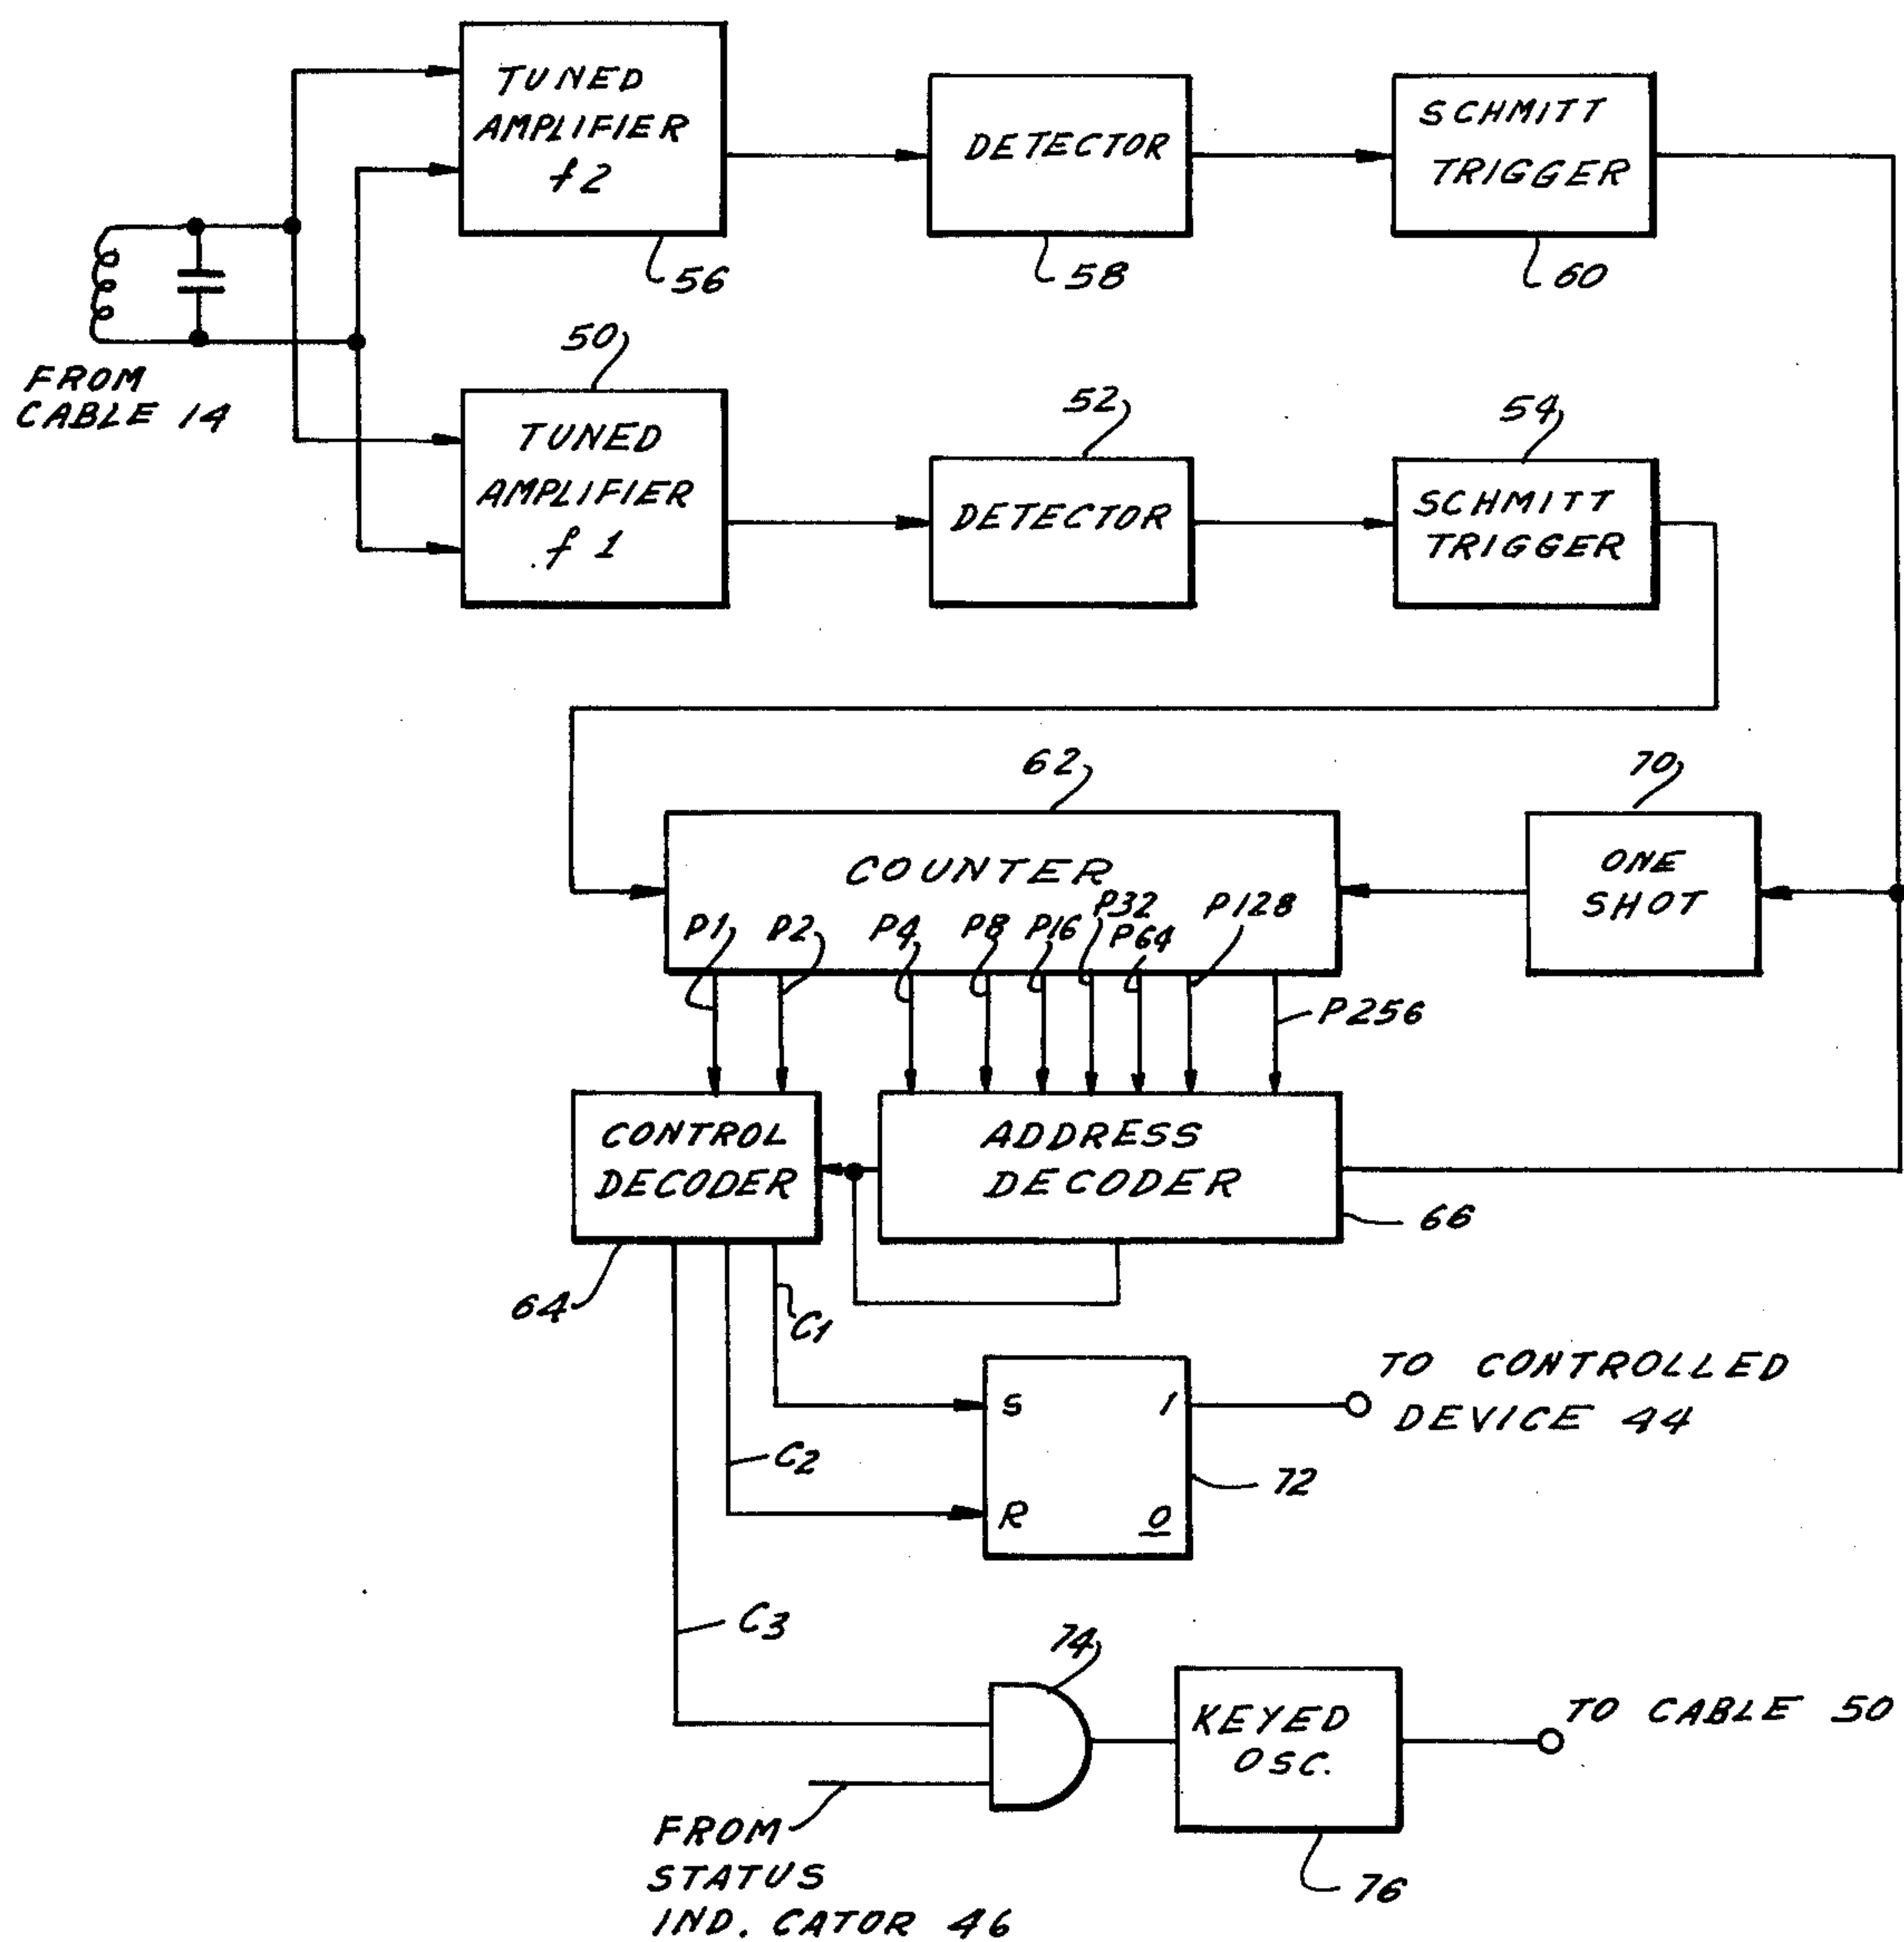 TUNED
AMPLIFIER
f2
56
DETECTOR
58
SCHMITT
TRIGGER
60
FROM
CABLE 14
50
TUNED
AMPLIFIER
f1
52
DETECTOR
54
SCHMITT
TRIGGER
62
COUNTER
P1
P2
P4
P8
P16
P32
P64
P128
P256
70
ONE
SHOT
CONTROL
DECODER
64
ADDRESS
DECODER
66
C1
C2
C3
S
1
R
0
72
TO CONTROLLED
DEVICE 44
74
KEYED
OSC.
76
TO CABLE 50
FROM
STATUS
IND. CATOR 46